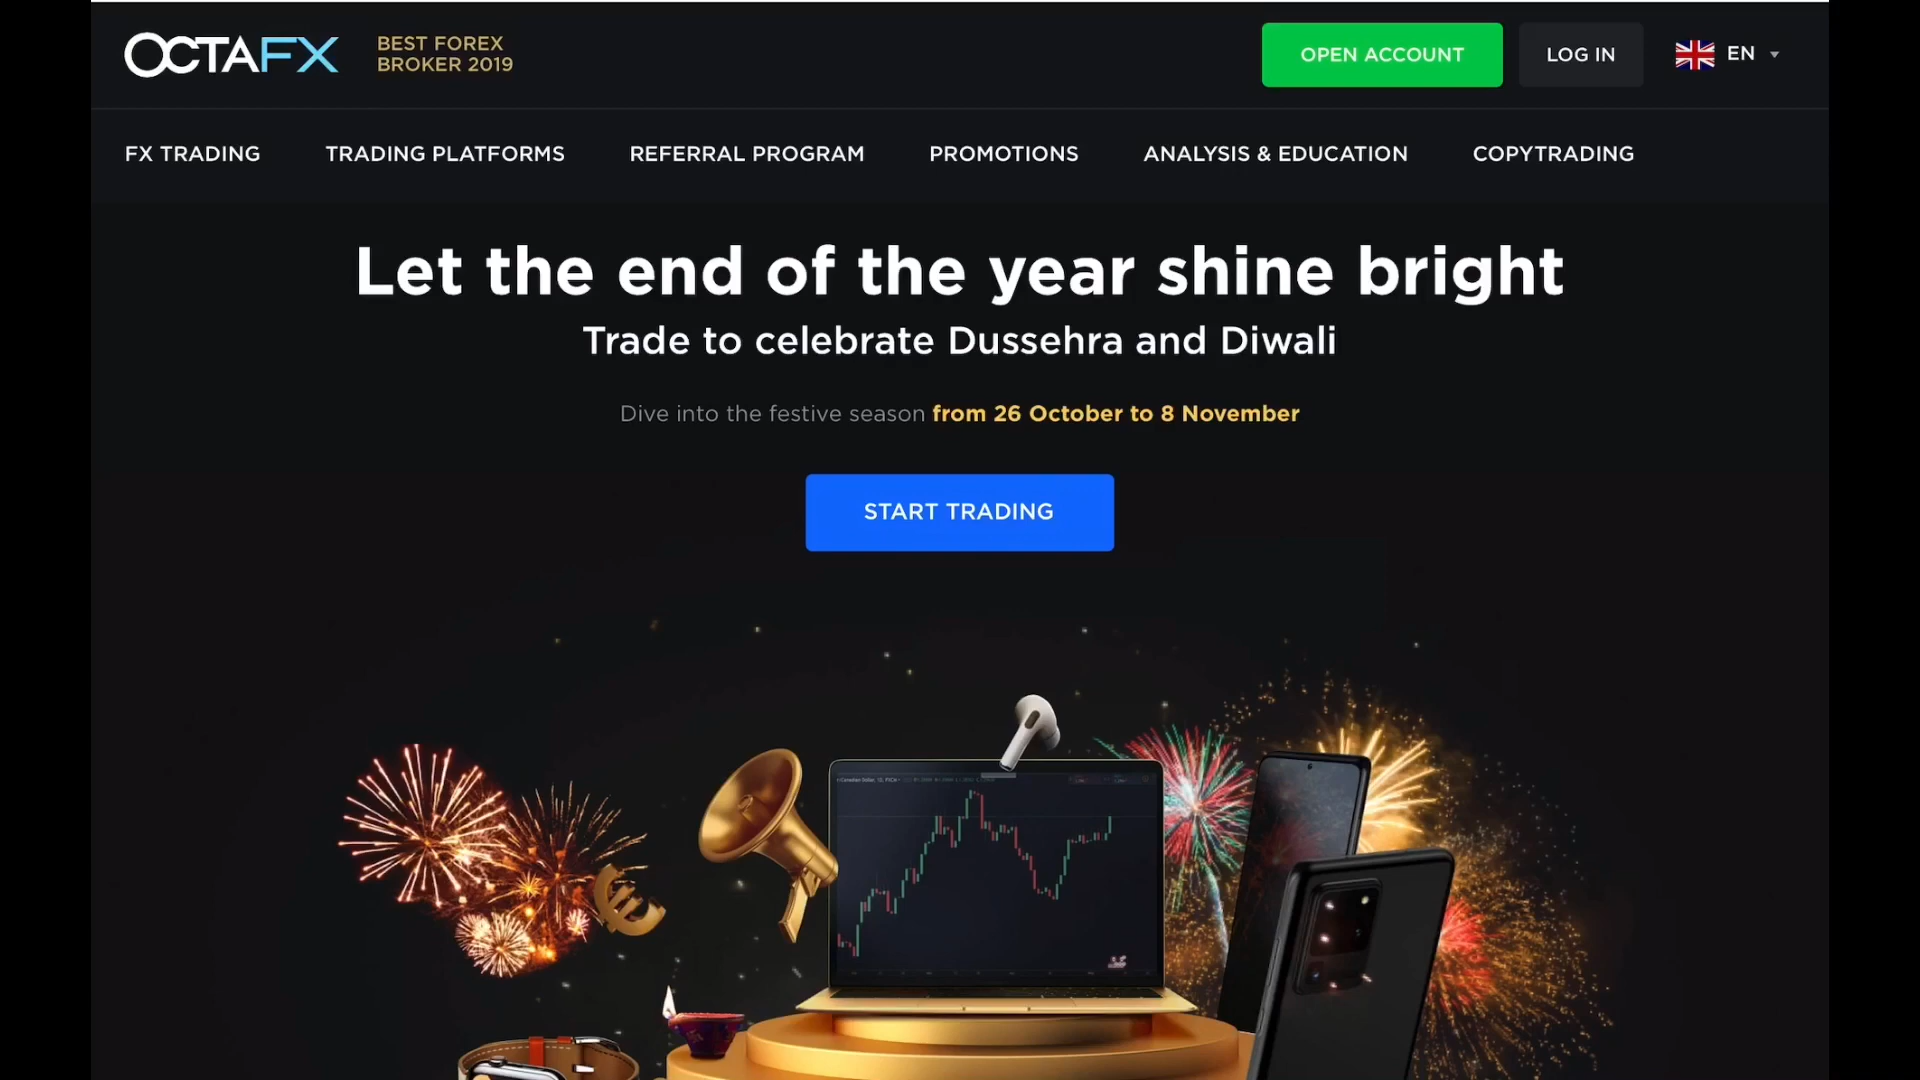 OCTAFX
BEST FOREX
BROKER 2019
OPEN ACCOUNT
LOG IN
EN
FX TRADING
TRADING PLATFORMS
REFERRAL PROGRAM
PROMOTIONS
ANALYSIS & EDUCATION
COPYTRADING
Let the end of the year shine bright
Trade to celebrate Dussehra and Diwali
Dive into the festive season from 26 October to 8 November
START TRADING